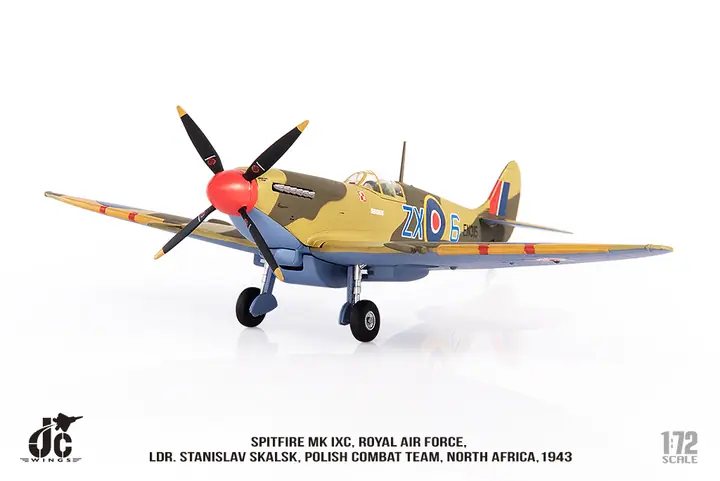 ZX 6
EN315
SPITFIRE MK IXC, ROYAL AIR FORCE,
LDR. STANISLAV SKALSK, POLISH COMBAT TEAM, NORTH AFRICA, 1943
JC
WINGS
1:72
SCALE